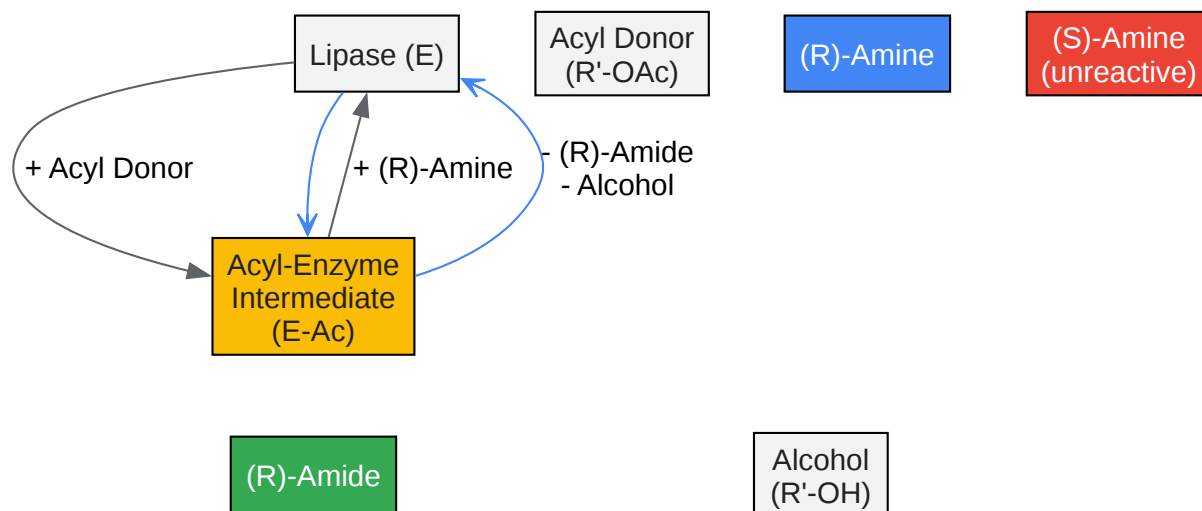 Lipase (E)
Acyl Donor
(R'-OAc)
(R)-Amine
(S)-Amine
(unreactive)
+ Acyl Donor
+ (R)-Amine
- (R)-Amide
- Alcohol
Acyl-Enzyme
Intermediate
(E-Ac)
(R)-Amide
Alcohol
(R'-OH)